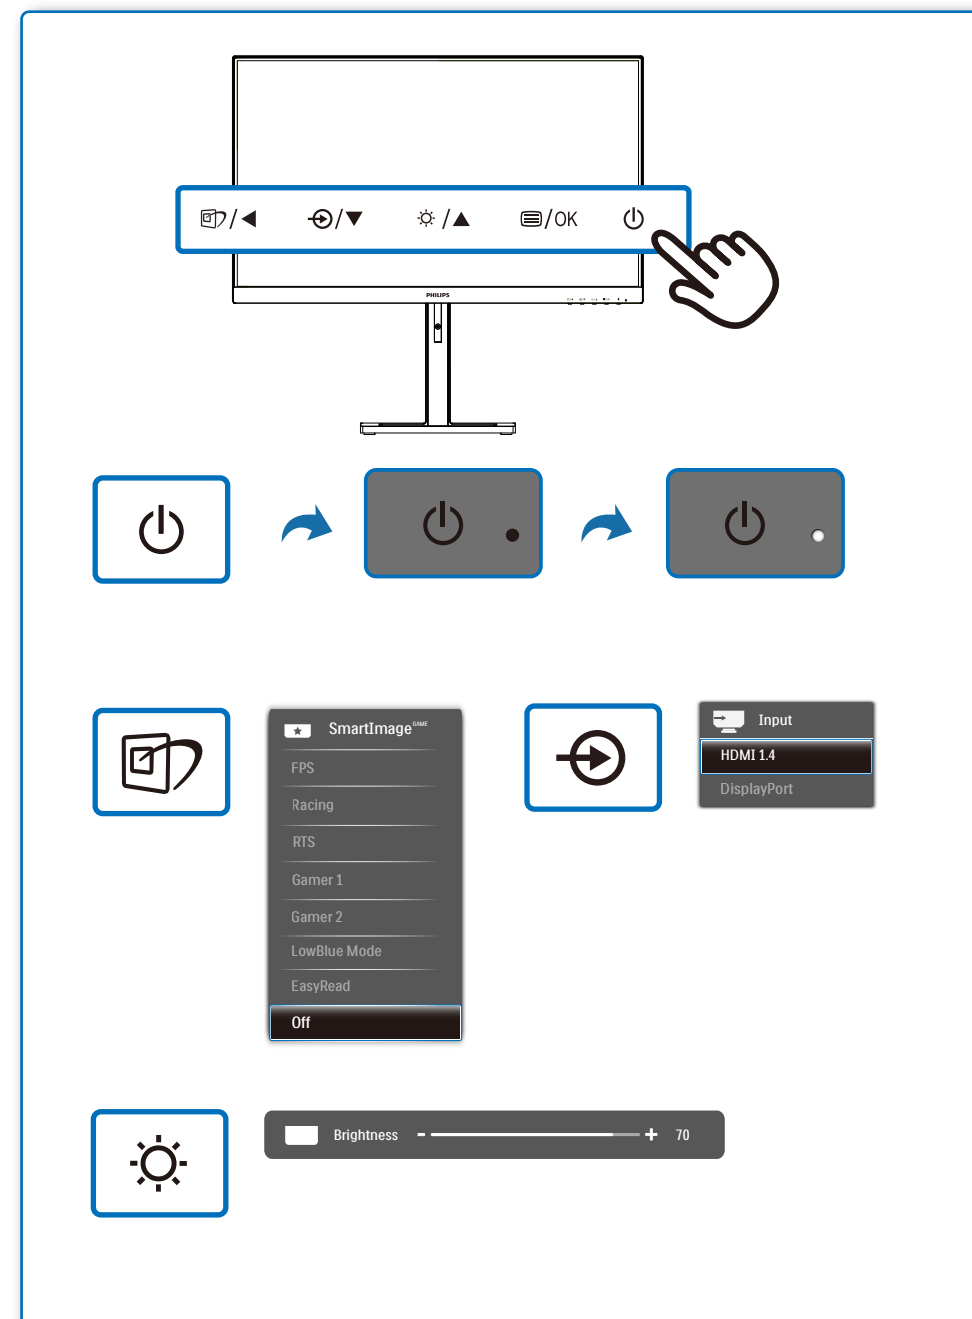 /OK
PHILIPS
SmartImage GAME
FPS
Racing
RTS
Gamer 1
Gamer 2
LowBlue Mode
EasyRead
Off
Input
HDMI 1.4
DisplayPort
Brightness - + 70